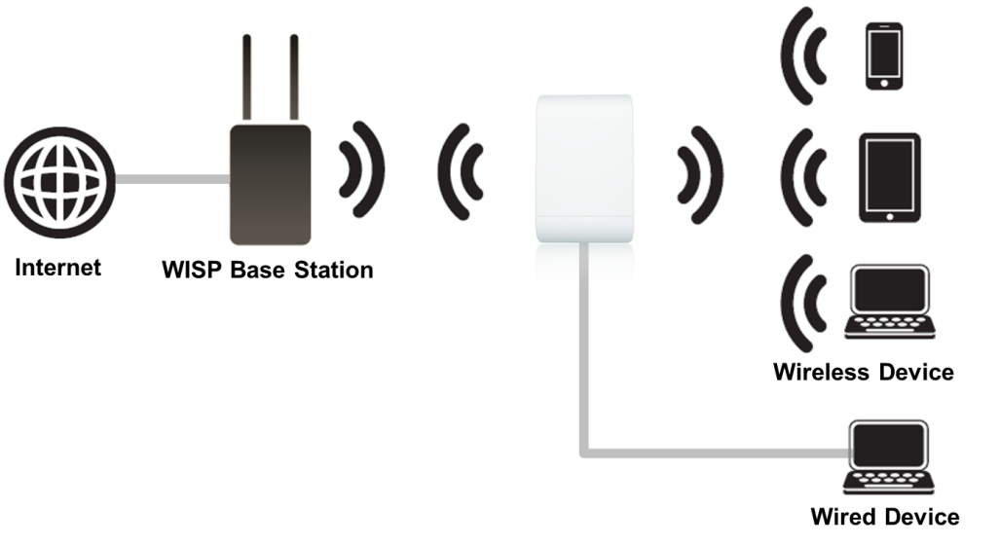 Internet
WISP Base Station
Wireless Device
Wired Device